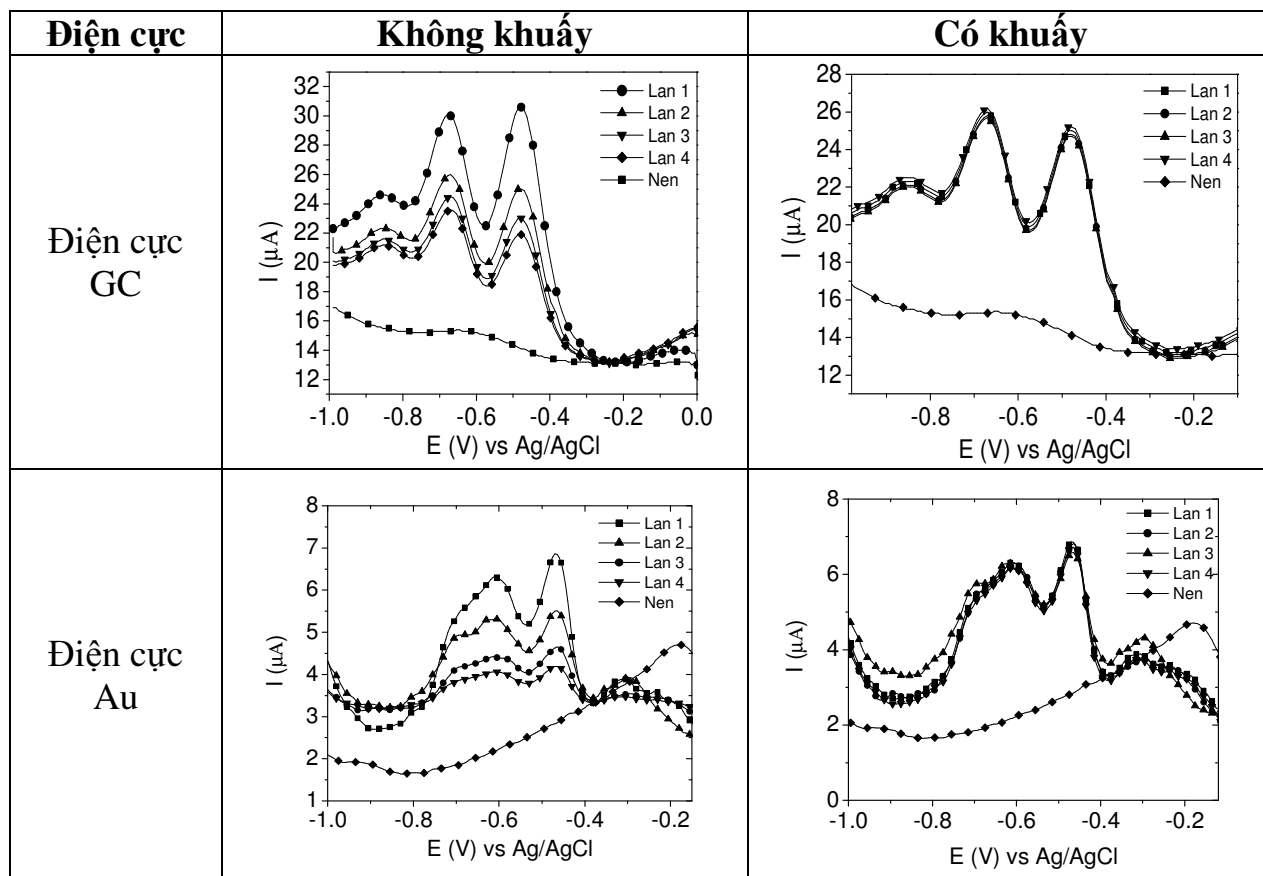 Điện cực Không khuấy Có khuấy
Điện cực
GC
32
30
28
26
24
22
20
18
16
14
12
I (µA)
Lan 1
Lan 2
Lan 3
Lan 4
Nen
-1.0 -0.8 -0.6 -0.4 -0.2 0.0
E (V) vs Ag/AgCl
28
26
24
22
20
18
16
14
12
I (µA)
Lan 1
Lan 2
Lan 3
Lan 4
Nen
-0.8 -0.6 -0.4 -0.2
E (V) vs Ag/AgCl
Điện cực
Au
8
7
6
5
4
3
2
1
I (µA)
Lan 1
Lan 2
Lan 3
Lan 4
Nen
-1.0 -0.8 -0.6 -0.4 -0.2
E (V) vs Ag/AgCl
8
6
4
2
0
I (µA)
Lan 1
Lan 2
Lan 3
Lan 4
Nen
-1.0 -0.8 -0.6 -0.4 -0.2
E (V) vs Ag/AgCl